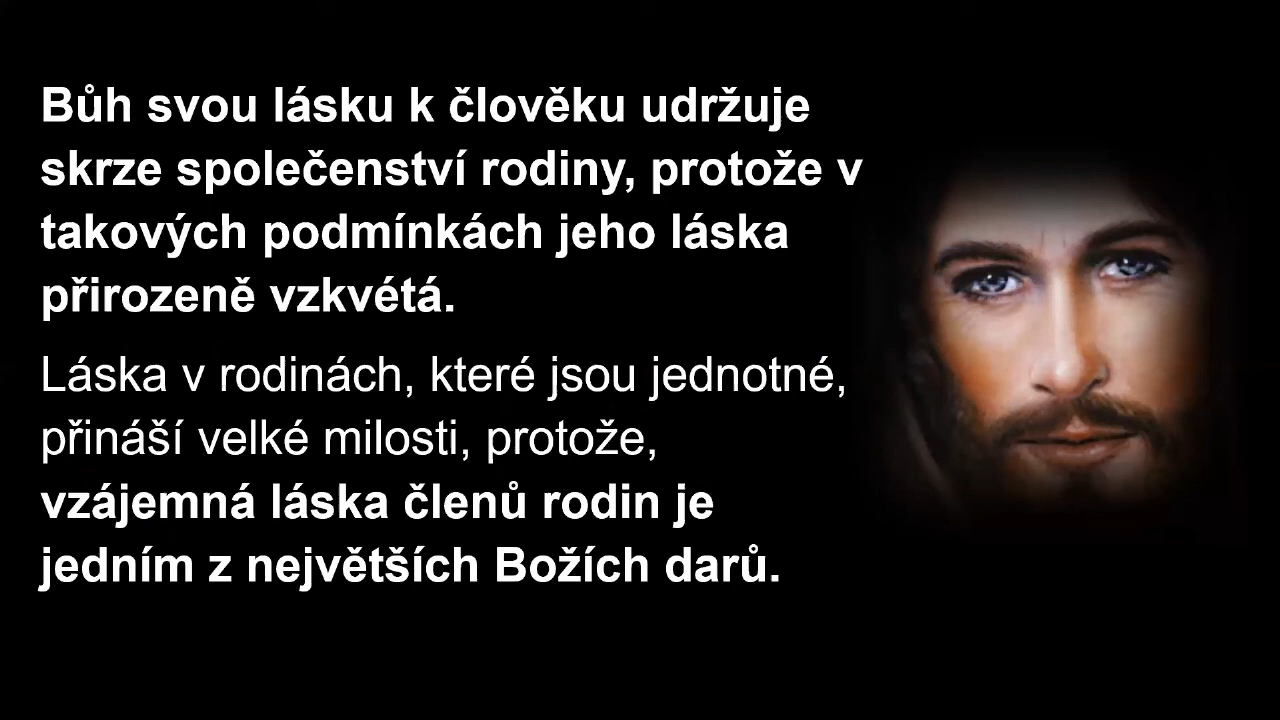 Bůh svou lásku k člověku udržuje
skrze společenství rodiny, protože v
takových podmínkách jeho láska
přirozeně vzkvétá.
Láska v rodinách, které jsou jednotné,
přináší velké milosti, protože,
vzájemná láska členů rodin je
jedním z největších Božích darů.